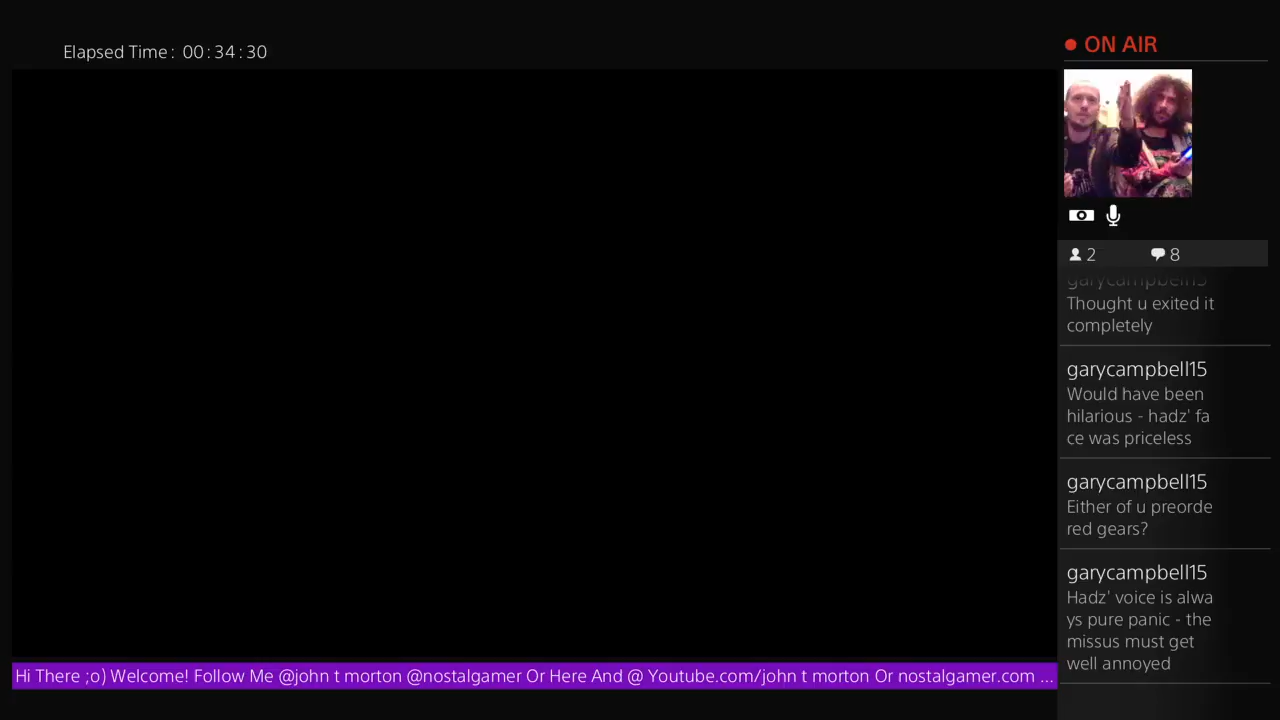 Elapsed Time: 00:34:30
ON AIR
2
8
garycampbell15
Thought u exited it
completely
garycampbell15
Would have been
hilarious - hadz' fa
ce was priceless
garycampbell15
Either of u preorde
red gears?
garycampbell15
Hadz' voice is alwa
ys pure panic - the
missus must get
well annoyed
Hi There ;o) Welcome! Follow Me @john t morton @nostalgamer Or Here And @ Youtube.com/john t morton Or nostalgamer.com ...